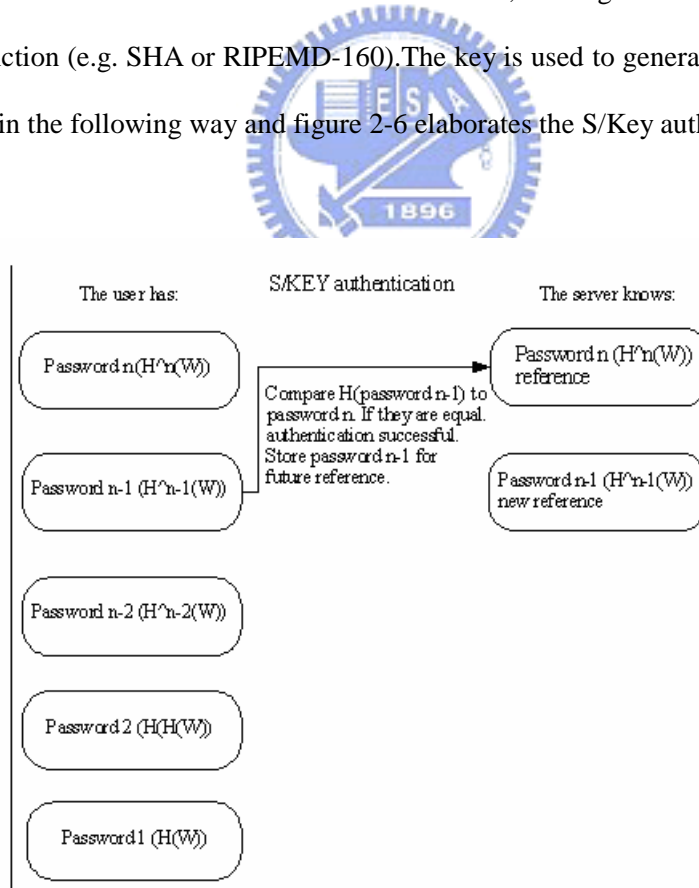 nction (e.g. SHA or RIPEMD-160).The key is used to genera
in the following way and figure 2-6 elaborates the S/Key aut
E S A
1896
The user has:
S/KEY authentication
The server knows:
Password n(H^n(W))
Password n (H^n(W))
reference
Compare H(password n-1) to
password n. If they are equal.
authentication successful.
Store password n-1 for
future reference.
Password n-1 (H^n-1(W))
Password n-1 (H^n-1(W))
new reference
Password n-2 (H^n-2(W))
Password 2 (H(H(W))
Password1 (H(W))